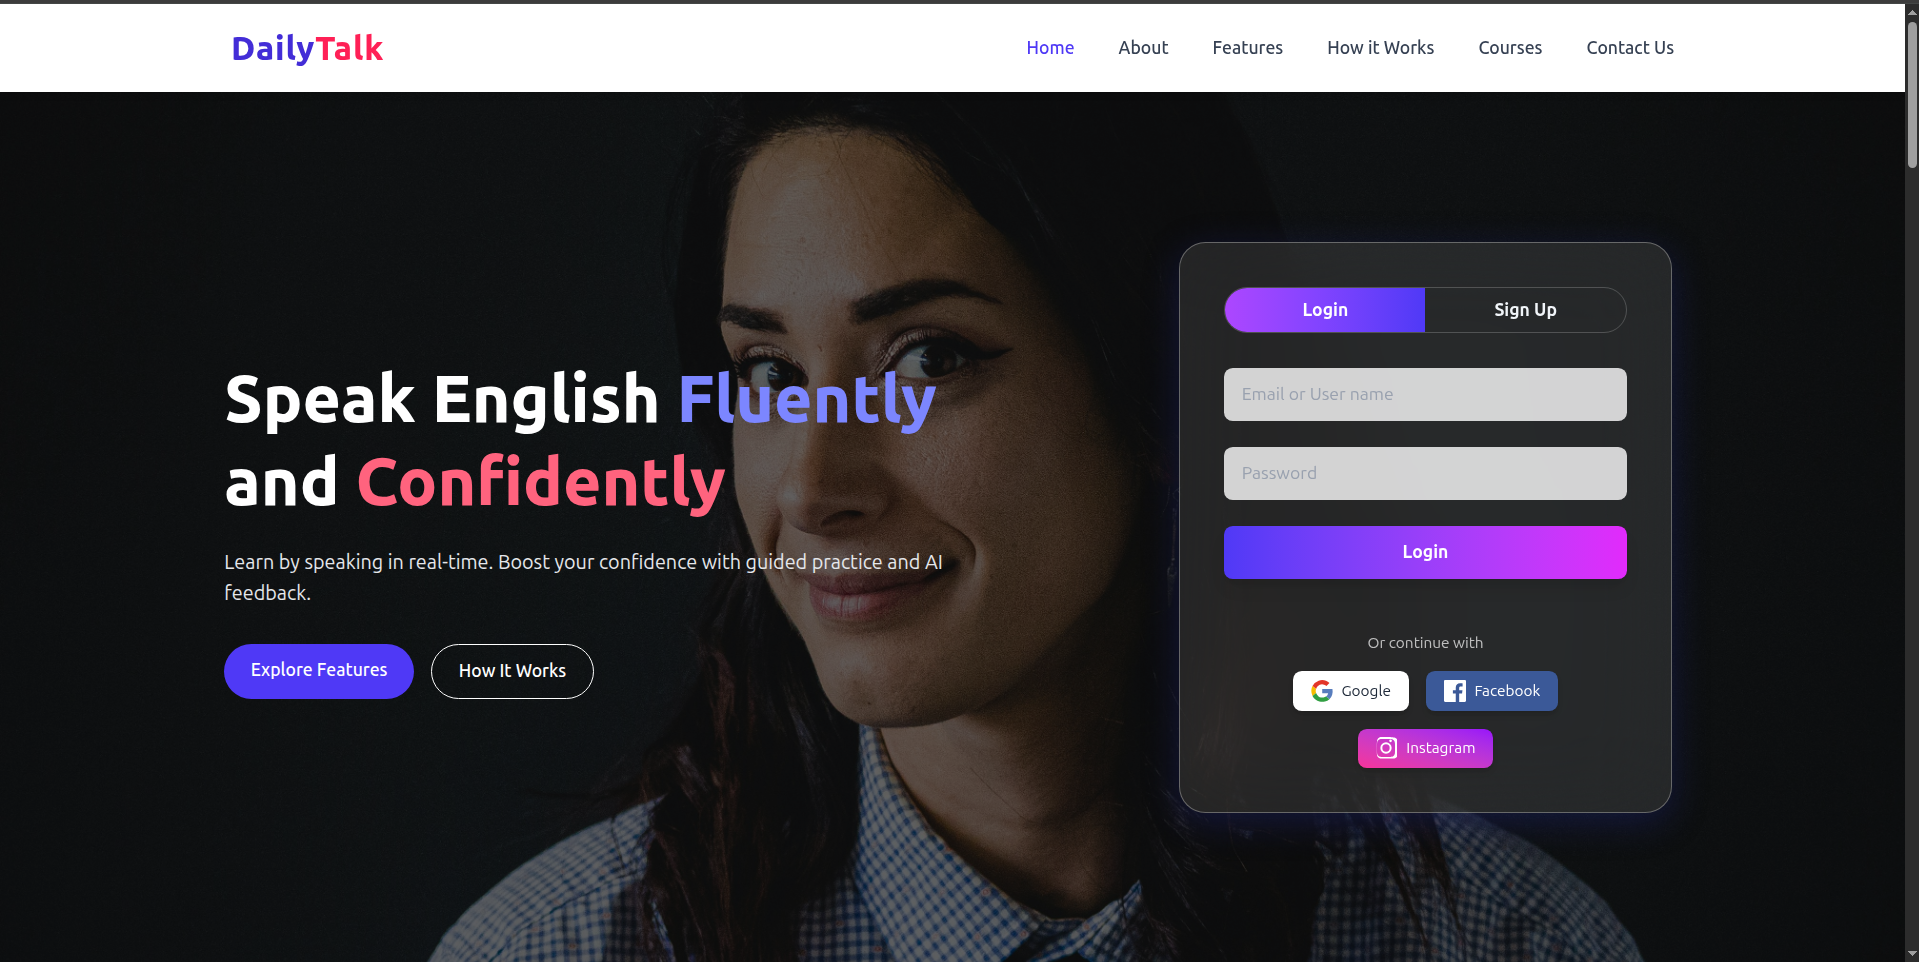 DailyTalk
Home About Features How it Works Courses Contact Us
Speak English Fluently
and Confidently
Learn by speaking in real-time. Boost your confidence with guided practice and AI
feedback.
Explore Features How It Works
Login Sign Up
Email or User name
Password
Login
Or continue with
Google Facebook
Instagram